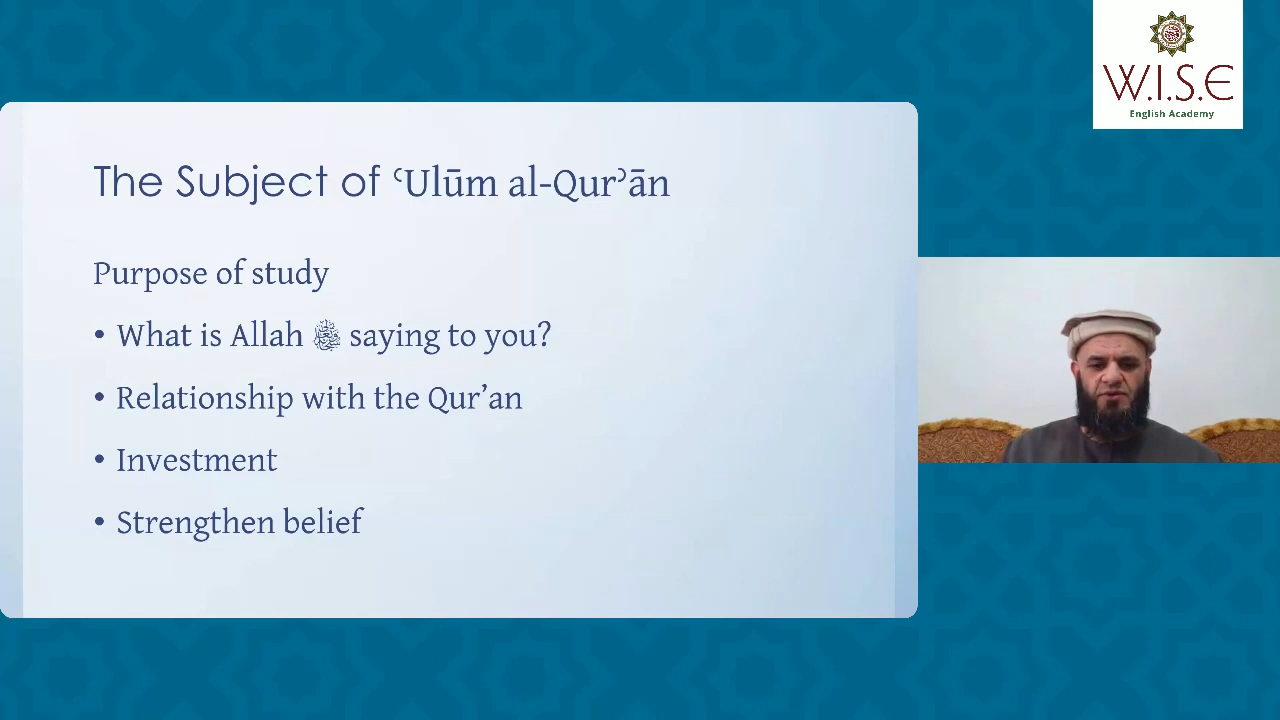 W.I.S.E
English Academy
The Subject of ʿUlūm al-Qurʾān
Purpose of study
• What is Allah ﷻ saying to you?
• Relationship with the Qur’an
• Investment
• Strengthen belief